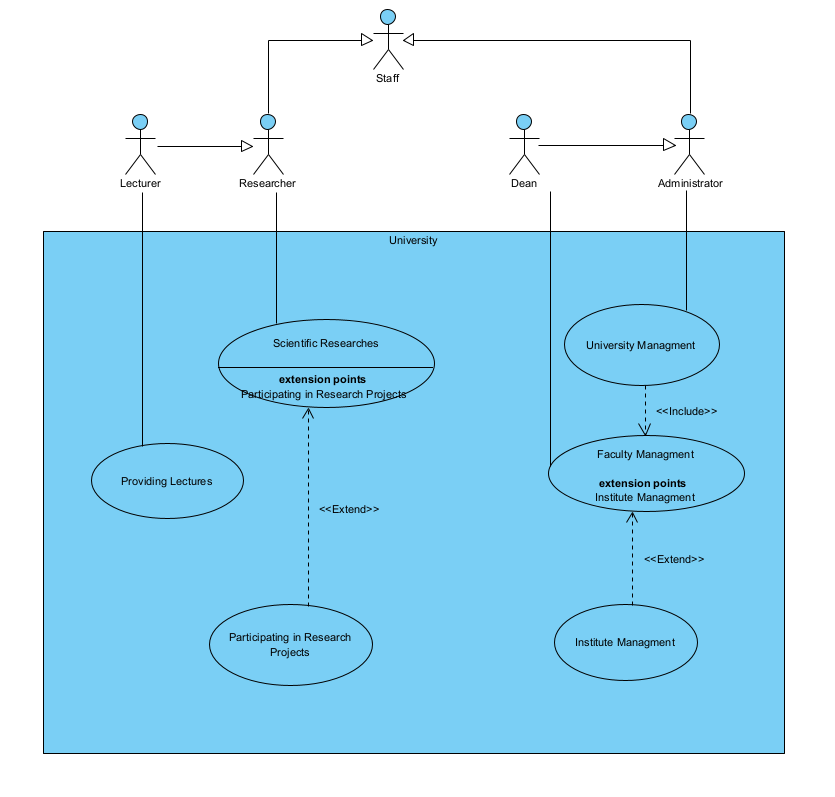 Staff
Lecturer
Researcher
Dean
Administrator
University
Scientific Researches
extension points
Participating in Research Projects
University Managment
<<Include>>
Faculty Managment
extension points
Institute Managment
Providing Lectures
<<Extend>>
<<Extend>>
Participating in Research
Projects
Institute Managment